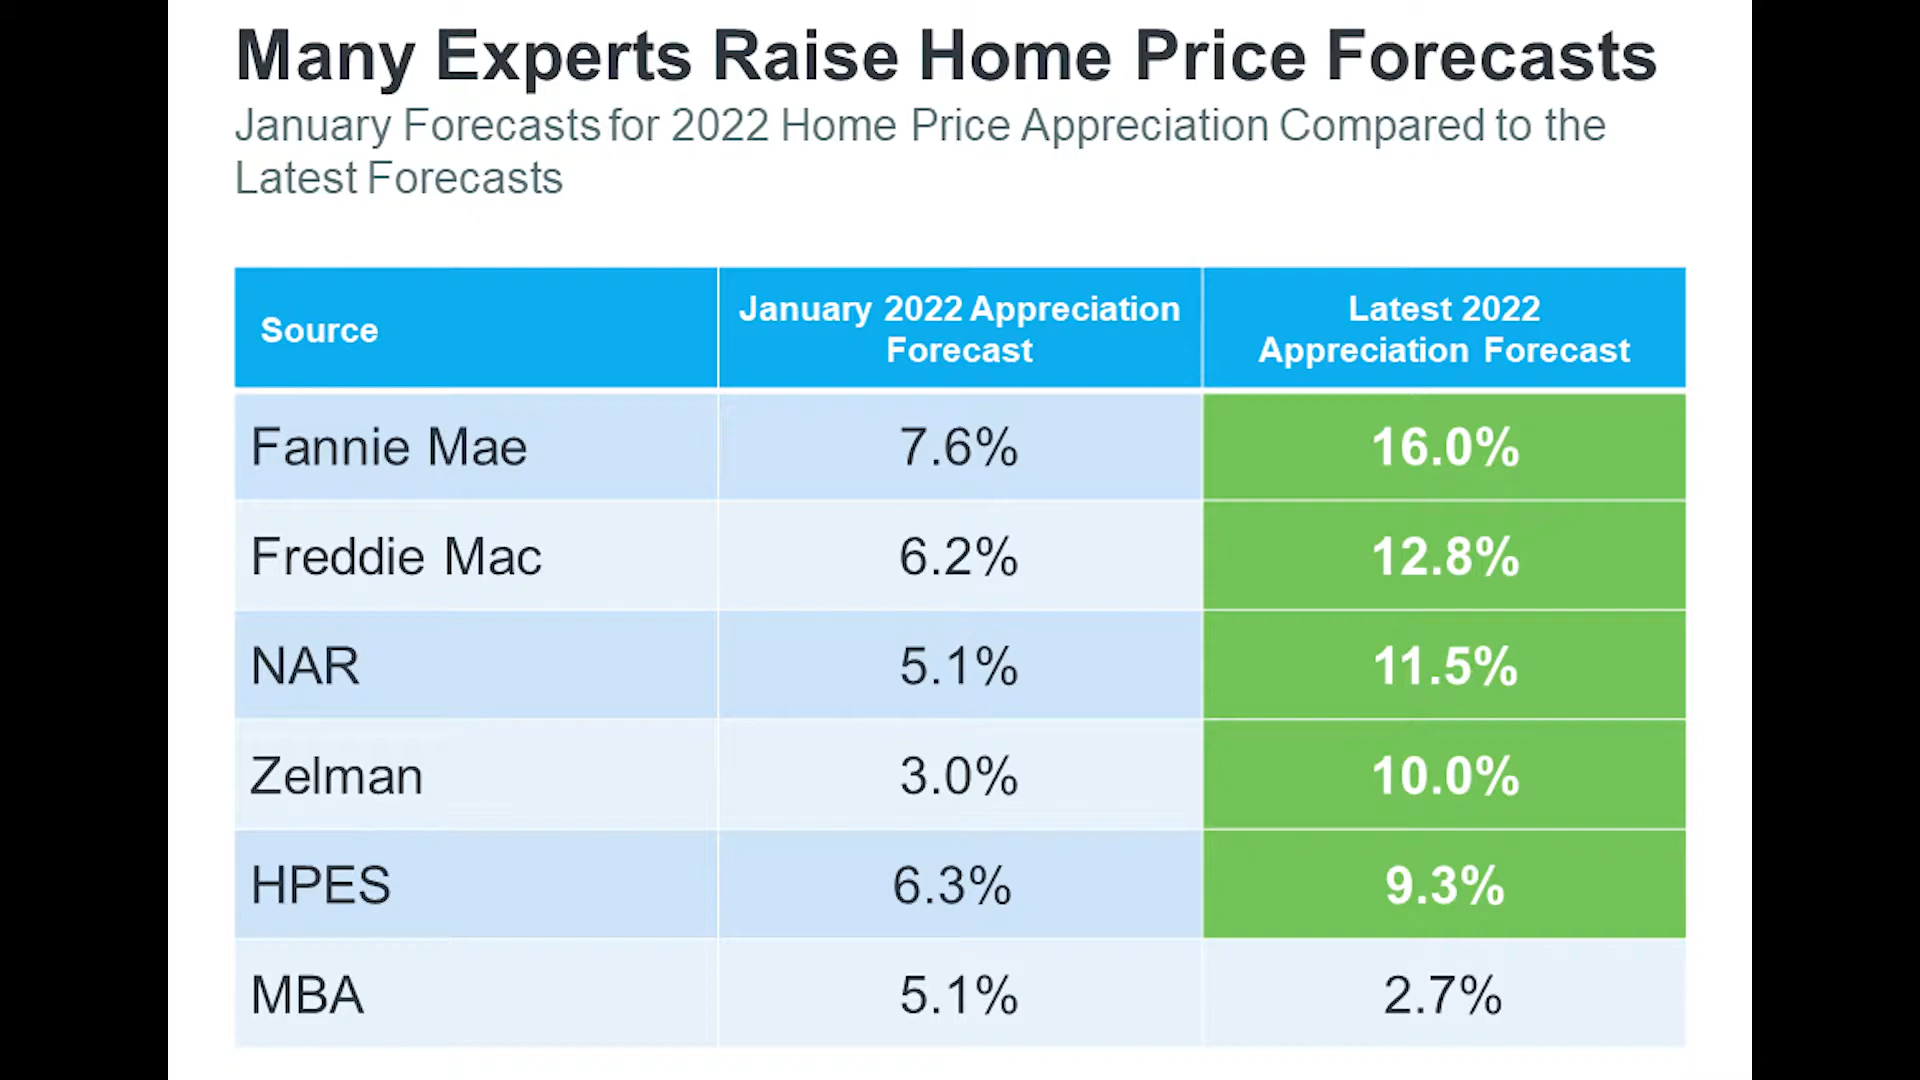 Many Experts Raise Home Price Forecasts
January Forecasts for 2022 Home Price Appreciation Compared to the
Latest Forecasts
Source
January 2022 Appreciation
Forecast
Latest 2022
Appreciation Forecast
Fannie Mae 7.6% 16.0%
Freddie Mac 6.2% 12.8%
NAR 5.1% 11.5%
Zelman 3.0% 10.0%
HPES 6.3% 9.3%
MBA 5.1% 2.7%